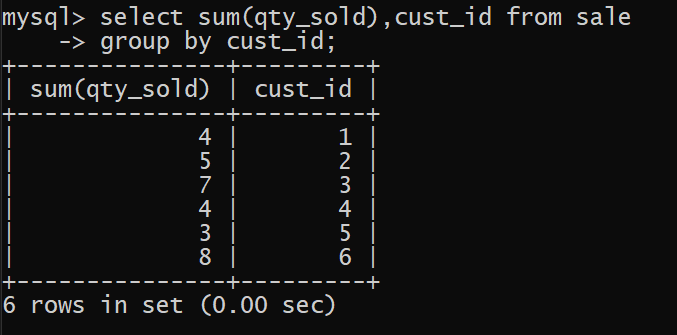 mysql> select sum(qty_sold),cust_id from sale
    -> group by cust_id;
+---------------+---------+
| sum(qty_sold) | cust_id |
+---------------+---------+
|             4 |       1 |
|             5 |       2 |
|             7 |       3 |
|             4 |       4 |
|             3 |       5 |
|             8 |       6 |
+---------------+---------+
6 rows in set (0.00 sec)